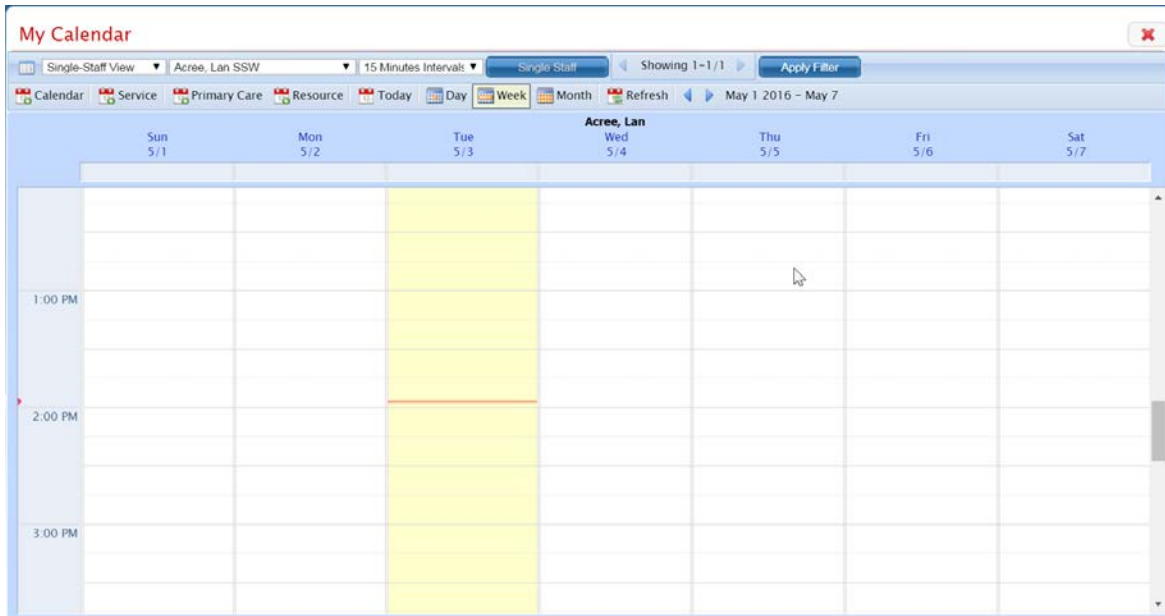 My Calendar
Single-Staff View Acree, Lan SSW 15 Minutes Intervals Single Staff Showing 1-1/1 Apply Filter
Calendar Service Primary Care Resource Today Day Week Month Refresh May 1 2016 - May 7
Acree, Lan
Sun Mon Tue Wed Thu Fri Sat
5/1 5/2 5/3 5/4 5/5 5/6 5/7
1:00 PM
2:00 PM
3:00 PM